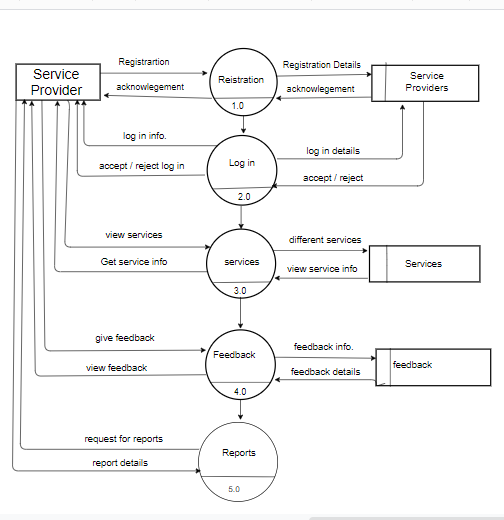 Registrartion
Registration Details
Service
Provider
Reistration
Service
Providers
acknowlegement
acknowlegement
1.0
log in info.
log in details
accept / reject log in
Log in
accept / reject
2.0
view services
different services
Get service info
services
view service info
Services
3.0
give feedback
feedback info.
Feedback
view feedback
feedback details
feedback
4.0
request for reports
Reports
report details
5.0